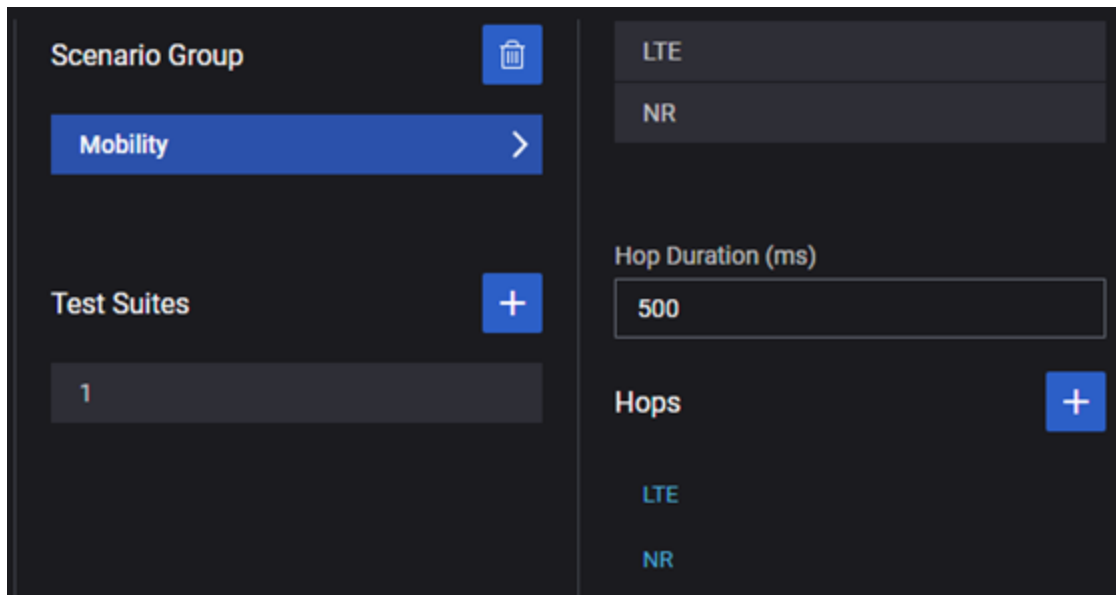 Scenario Group
Mobility
Test Suites
1
LTE
NR
Hop Duration (ms)
500
Hops
LTE
NR